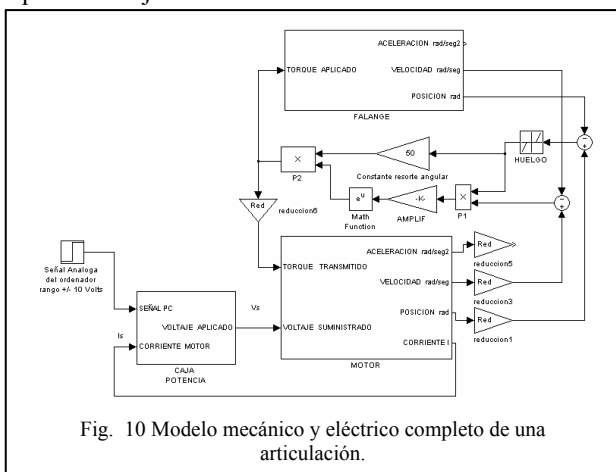 ACELERACION rad/seg2
TORQUE APLICADO
VELOCIDAD rad/seg
POSICION rad
FALANGE
HUELGO
50
Constante resorte angular
P2
Red
reduccion6
e^u
Math
Function
-K-
AMPLIF
P1
Señal Analoga
del ordenador
rango +/- 10 Volts
ACELERACION rad/seg2
Red
reduccion5
TORQUE TRANSMITIDO
VELOCIDAD rad/seg
Red
reduccion3
SEÑAL PC
Vs
VOLTAJE APLICADO
VOLTAJE SUMINISTRADO
POSICION rad
Red
reduccion1
Is
CORRIENTE MOTOR
CORRIENTE I
CAJA
POTENCIA
MOTOR
Fig. 10 Modelo mecánico y eléctrico completo de una
articulación.